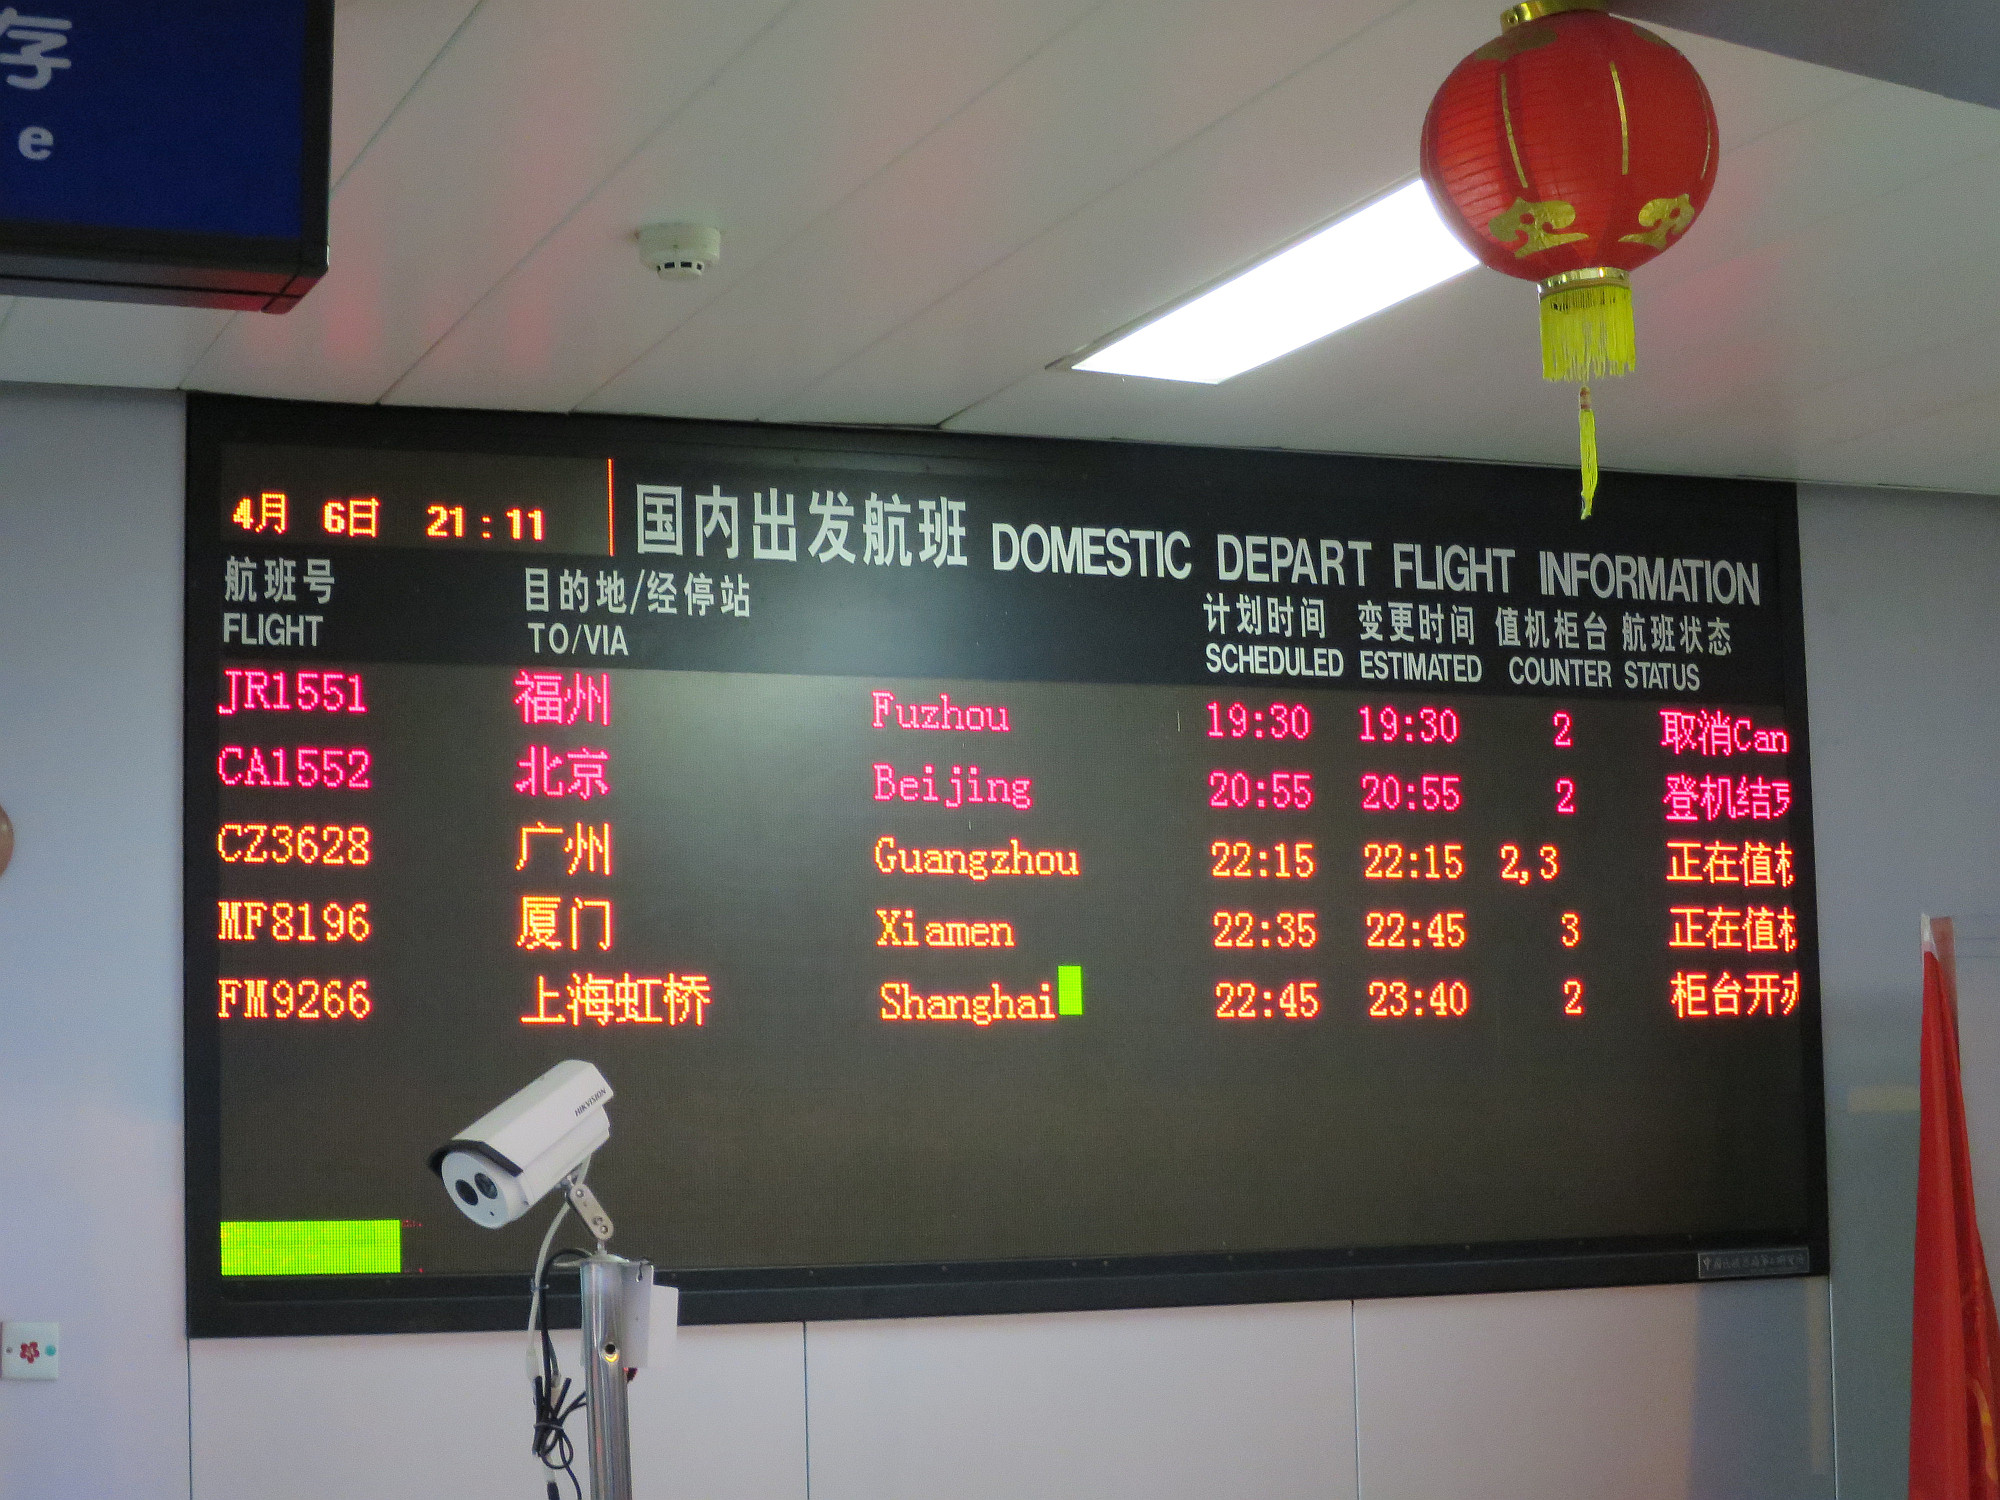 存
e
4月 6日 21:11
国内出发航班 DOMESTIC DEPART FLIGHT INFORMATION
航班号 目的地/经停站 计划时间 变更时间 值机柜台 航班状态
FLIGHT TO/VIA SCHEDULED ESTIMATED COUNTER STATUS
JR1551 福州 Fuzhou 19:30 19:30 2 取消Can
CA1552 北京 Beijing 20:55 20:55 2 登机结
CZ3628 广州 Guangzhou 22:15 22:15 2,3 正在值
MF8196 厦门 Xiamen 22:35 22:45 3 正在值
FM9266 上海虹桥 Shanghai 22:45 23:40 2 柜台开
HIKVISION